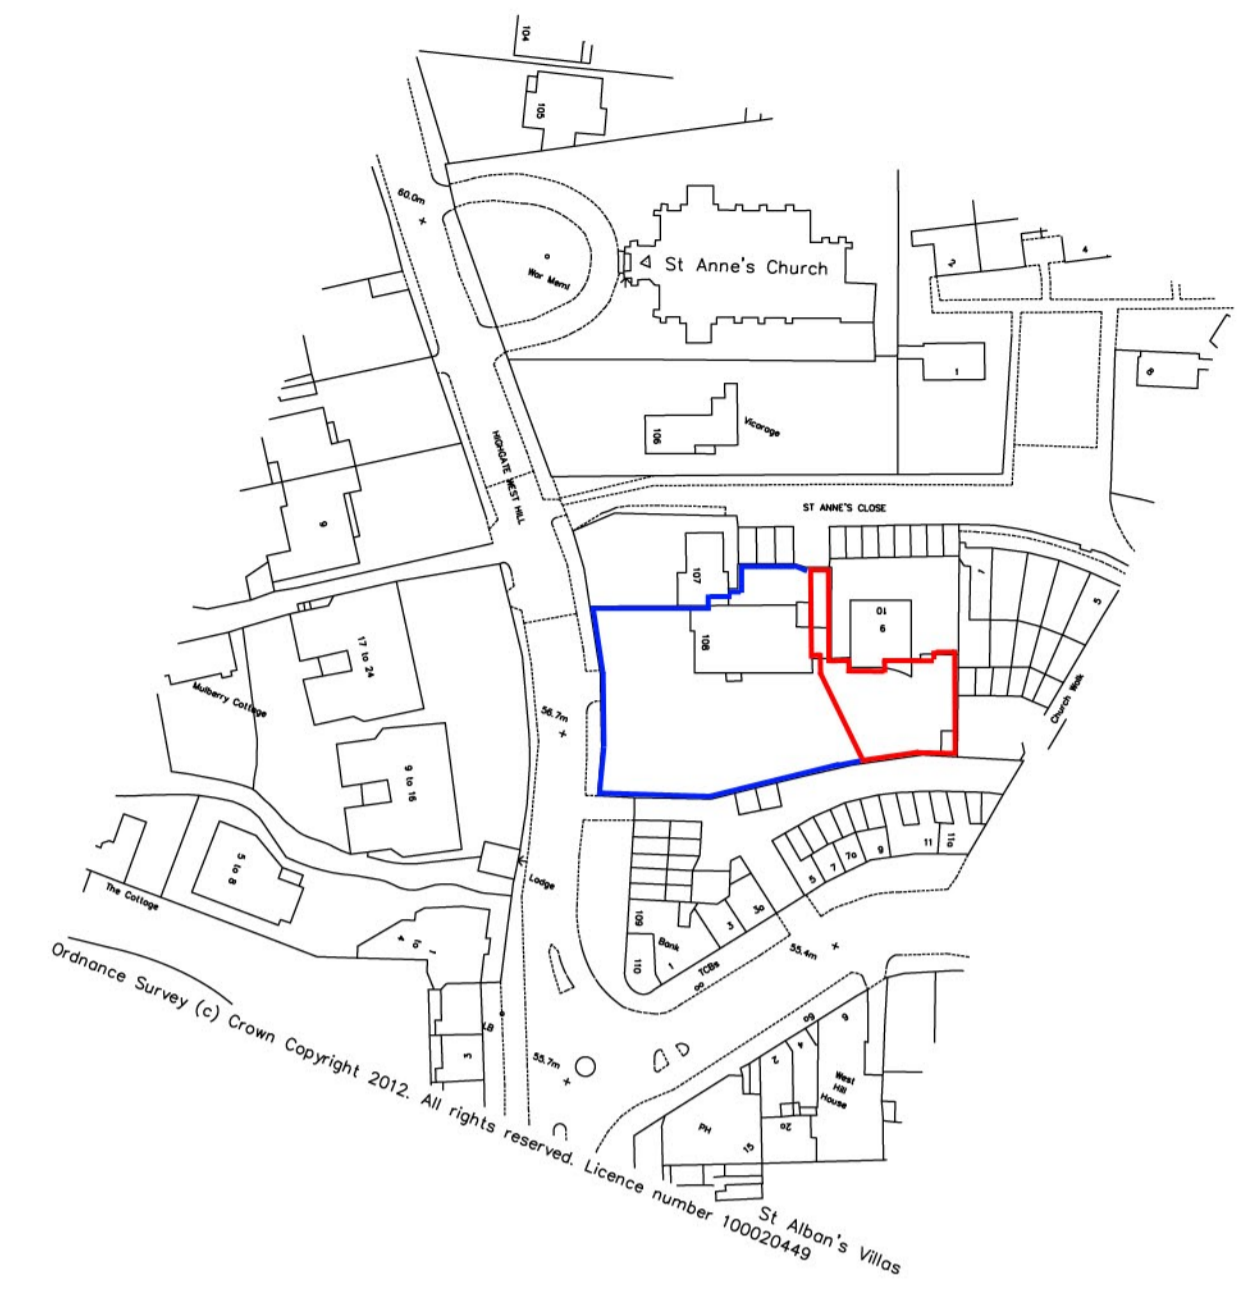 104
105
60.0m
War Meml
St Anne's Church
2
4
1
8
106
Vicarage
HIGHGATE WEST HILL
9
ST ANNE'S CLOSE
107
108
10
9
1
5
Church Walk
17 to 24
Mulberry Cottage
56.7m
9 to 16
5 to 8
The Cottage
Lodge
1 to 4
LB
3
109
Bank
110
1
TCBs
3
3a
5
7
7a
9
11
11a
55.4m
55.7m
6a
6
4
2
West
Hill
House
PH
15
2a
Ordnance Survey (c) Crown Copyright 2012. All rights reserved. Licence number 100020449
St Alban's Villas